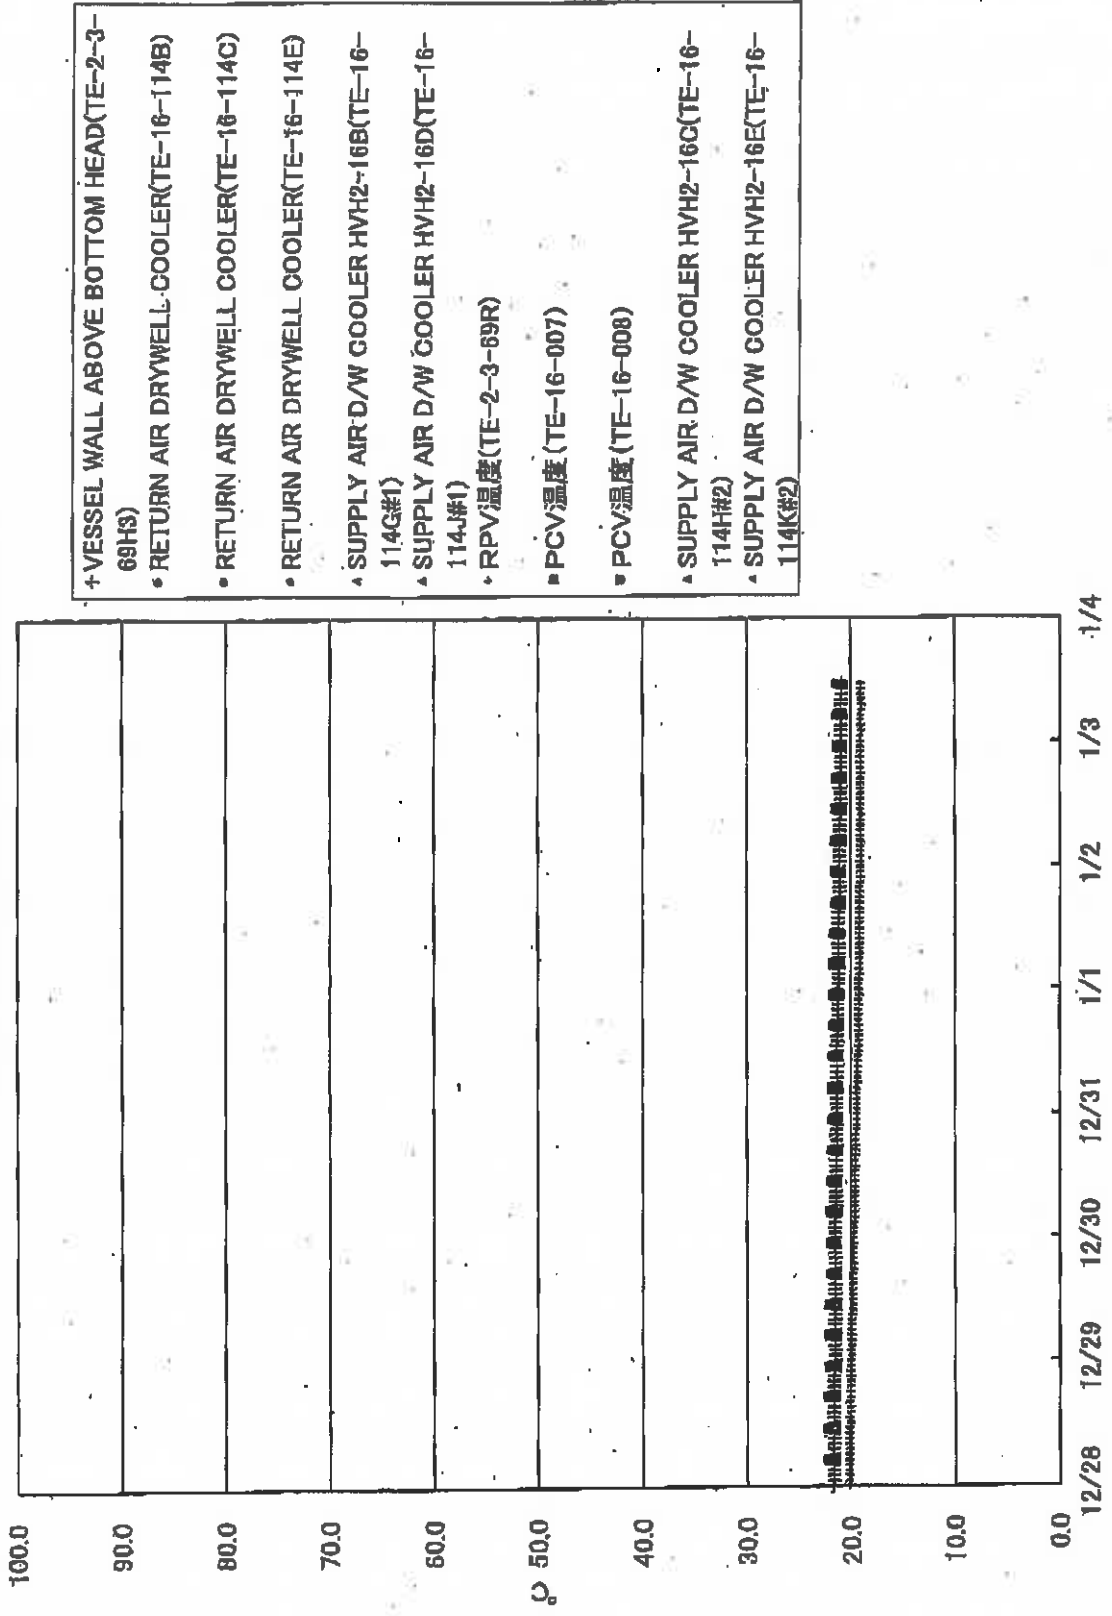 100.0
90.0
80.0
70.0
60.0
℃ 50.0
40.0
30.0
20.0
10.0
0.0
12/28 12/29 12/30 12/31 1/1 1/2 1/3 1/4
VESSEL WALL ABOVE BOTTOM HEAD(TE-2-3-
69H3)
RETURN AIR DRYWELL COOLER(TE-16-114B)
RETURN AIR DRYWELL COOLER(TE-16-114C)
RETURN AIR DRYWELL COOLER(TE-16-114E)
SUPPLY AIR D/W COOLER HVH2-16B(TE-16-
114G#1)
SUPPLY AIR D/W COOLER HVH2-16D(TE-16-
114J#1)
RPV温度(TE-2-3-69R)
PCV温度(TE-16-007)
PCV温度(TE-16-008)
SUPPLY AIR D/W COOLER HVH2-16C(TE-16-
114H#2)
SUPPLY AIR D/W COOLER HVH2-16E(TE-16-
114K#2)